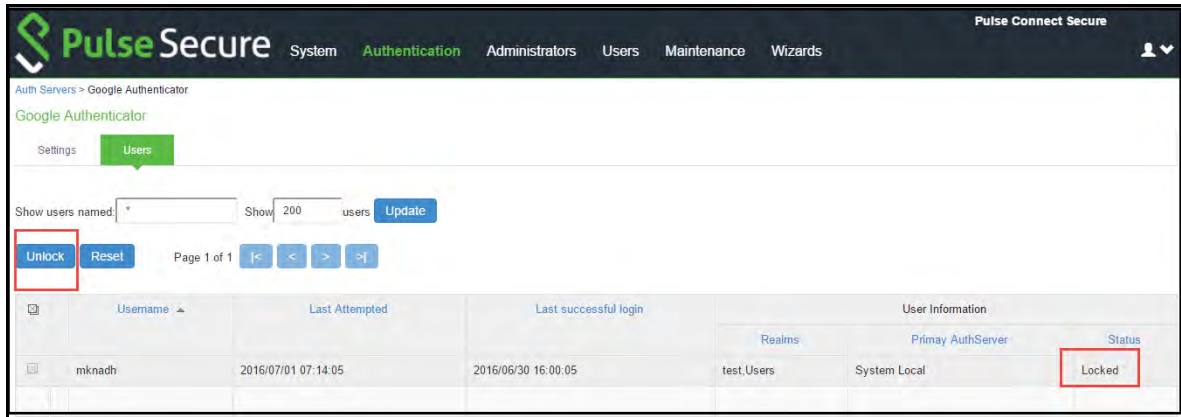 Pulse Connect Secure
Pulse Secure System Authentication Administrators Users Maintenance Wizards
Auth Servers > Google Authenticator
Google Authenticator
Settings Users
Show users named: * Show 200 users Update
Unlock Reset Page 1 of 1 |< < > >|
Username Last Attempted Last successful login User Information
Realms Primay AuthServer Status
mknadh 2016/07/01 07:14:05 2016/06/30 16:00:05 test,Users System Local Locked